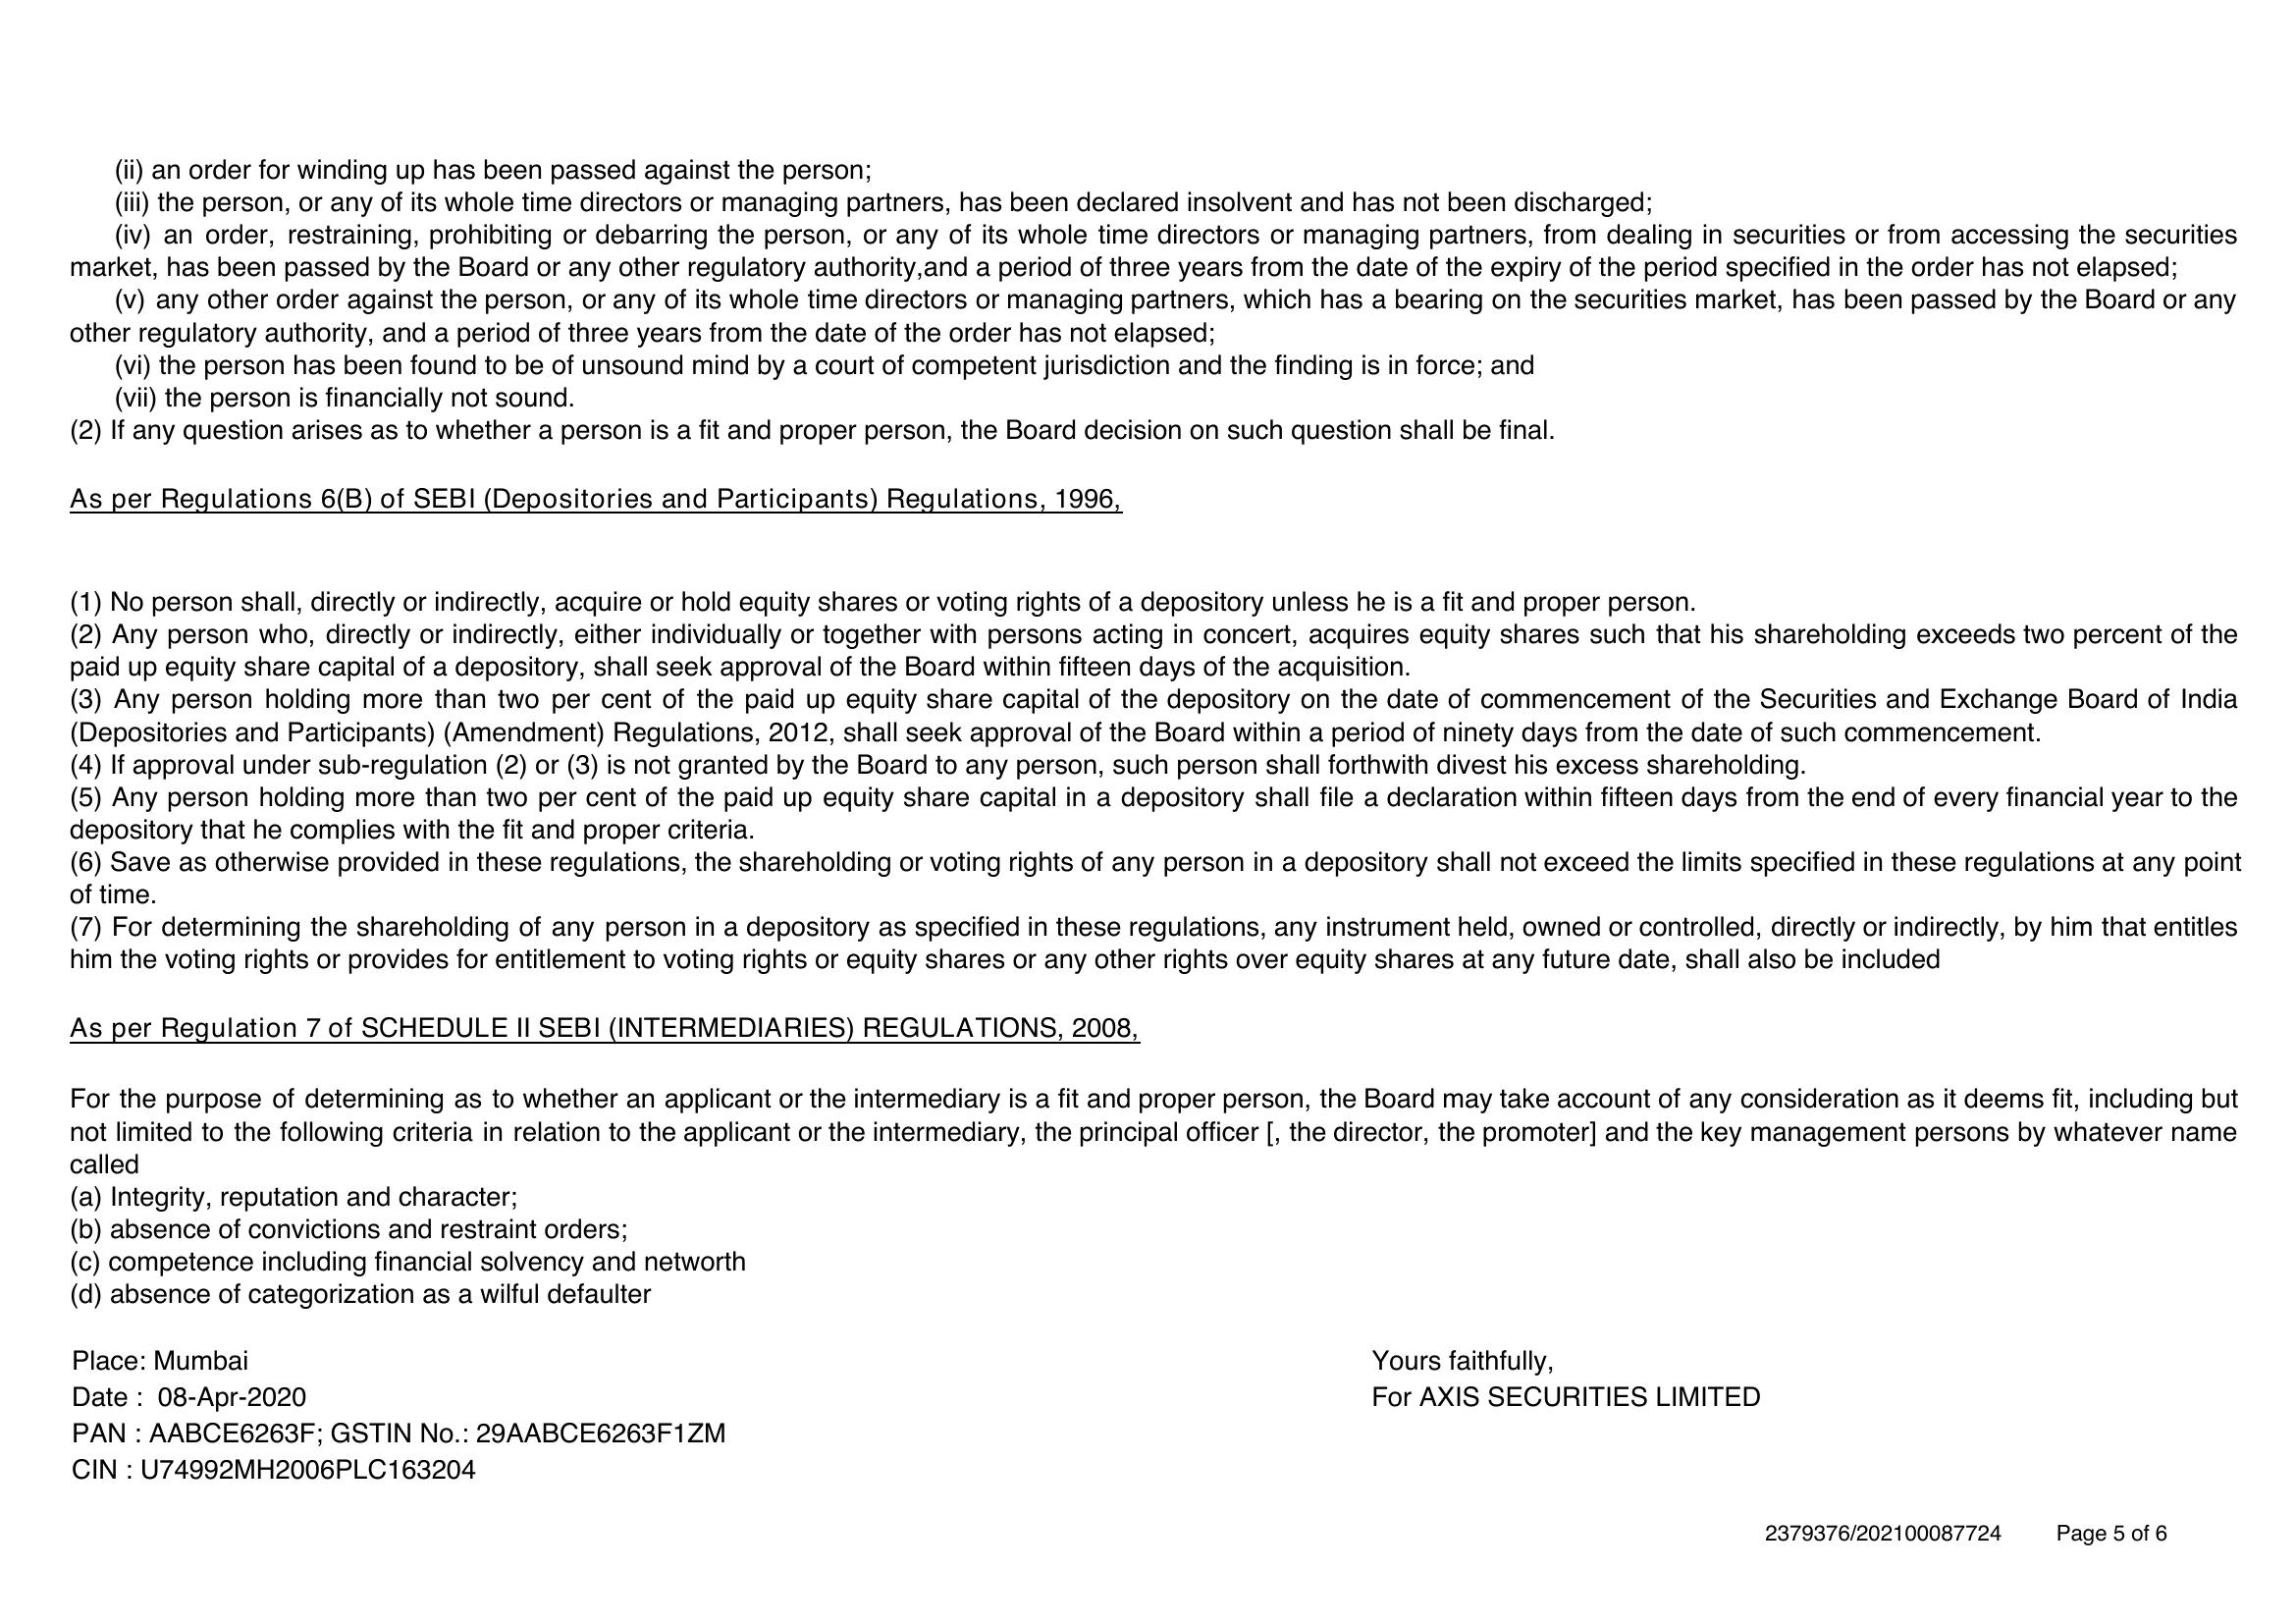 (ii) an order for winding up has been passed against the person;
(iii) the person, or any of its whole time directors or managing partners, has been declared insolvent and has not been discharged;
(iv) an order, restraining, prohibiting or debarring the person, or any of its whole time directors or managing partners, from dealing in securities or from accessing the securities
market, has been passed by the Board or any other regulatory authority,and a period of three years from the date of the expiry of the period specified in the order has not elapsed;
(v) any other order against the person, or any of its whole time directors or managing partners, which has a bearing on the securities market, has been passed by the Board or any
other regulatory authority, and a period of three years from the date of the order has not elapsed;
(vi) the person has been found to be of unsound mind by a court of competent jurisdiction and the finding is in force; and
(vii) the person is financially not sound.
(2) If any question arises as to whether a person is a fit and proper person, the Board decision on such question shall be final.
As per Regulations 6(B) of SEBI (Depositories and Participants) Regulations, 1996,
(1) No person shall, directly or indirectly, acquire or hold equity shares or voting rights of a depository unless he is a fit and proper person.
(2) Any person who, directly or indirectly, either individually or together with persons acting in concert, acquires equity shares such that his shareholding exceeds two percent of the
paid up equity share capital of a depository, shall seek approval of the Board within fifteen days of the acquisition.
(3) Any person holding more than two per cent of the paid up equity share capital of the depository on the date of commencement of the Securities and Exchange Board of India
(Depositories and Participants) (Amendment) Regulations, 2012, shall seek approval of the Board within a period of ninety days from the date of such commencement.
(4) If approval under sub-regulation (2) or (3) is not granted by the Board to any person, such person shall forthwith divest his excess shareholding.
(5) Any person holding more than two per cent of the paid up equity share capital in a depository shall file a declaration within fifteen days from the end of every financial year to the
depository that he complies with the fit and proper criteria.
(6) Save as otherwise provided in these regulations, the shareholding or voting rights of any person in a depository shall not exceed the limits specified in these regulations at any point
of time.
(7) For determining the shareholding of any person in a depository as specified in these regulations, any instrument held, owned or controlled, directly or indirectly, by him that entitles
him the voting rights or provides for entitlement to voting rights or equity shares or any other rights over equity shares at any future date, shall also be included
As per Regulation 7 of SCHEDULE II SEBI (INTERMEDIARIES) REGULATIONS, 2008,
For the purpose of determining as to whether an applicant or the intermediary is a fit and proper person, the Board may take account of any consideration as it deems fit, including but
not limited to the following criteria in relation to the applicant or the intermediary, the principal officer [, the director, the promoter] and the key management persons by whatever name
called
(a) Integrity, reputation and character;
(b) absence of convictions and restraint orders;
(c) competence including financial solvency and networth
(d) absence of categorization as a wilful defaulter
Place: Mumbai
Date : 08-Apr-2020
PAN : AABCE6263F; GSTIN No.: 29AABCE6263F1ZM
CIN : U74992MH2006PLC163204
Yours faithfully,
For AXIS SECURITIES LIMITED
2379376/202100087724 Page 5 of 6